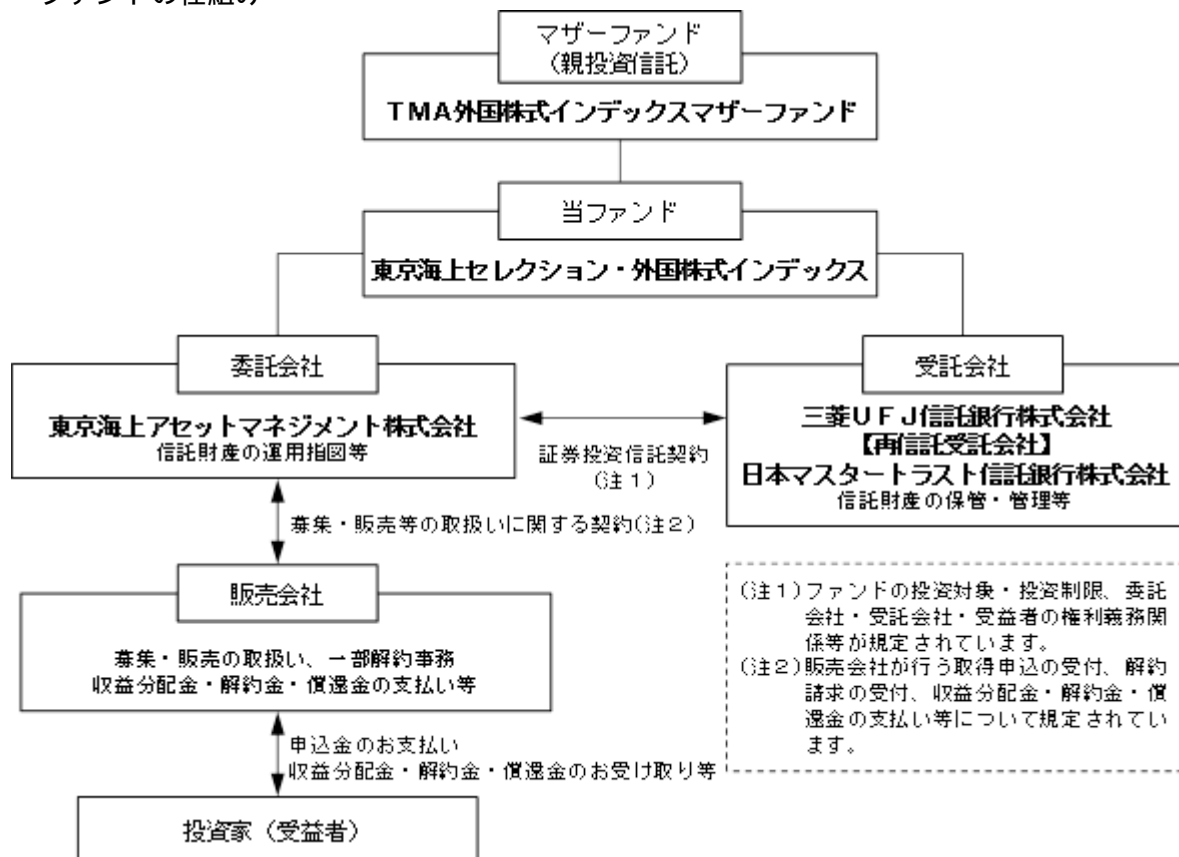 ファンドの仕組み
マザーファンド
(親投資信託)
TMA外国株式インデックスマザーファンド
当ファンド
東京海上セレクション・外国株式インデックス
委託会社
東京海上アセットマネジメント株式会社
信託財産の運用指図等
受託会社
三菱UFJ信託銀行株式会社
【再信託受託会社】
日本マスタートラスト信託銀行株式会社
信託財産の保管・管理等
証券投資信託契約
(注1)
募集・販売等の取扱いに関する契約(注2)
販売会社
募集・販売の取扱い、一部解約事務
収益分配金・解約金・償還金の支払い等
申込金のお支払い
収益分配金・解約金・償還金のお受け取り等
投資家(受益者)
(注1)ファンドの投資対象・投資制限、委託
会社・受託会社・受益者の権利義務関
係等が規定されています。
(注2)販売会社が行う取得申込の受付、解約
請求の受付、収益分配金・解約金・償
還金の支払い等について規定されてい
ます。